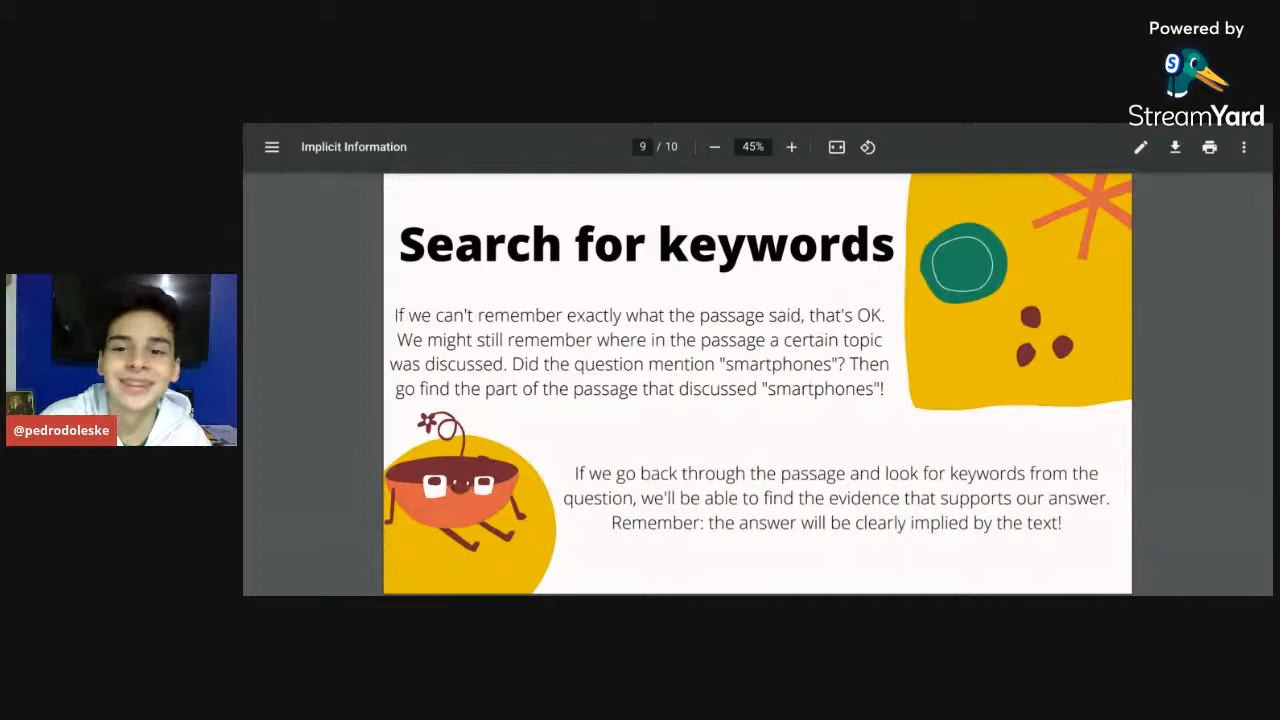 Powered by
StreamYard
Implicit Information
9 / 10
45%
Search for keywords
If we can't remember exactly what the passage said, that's OK.
We might still remember where in the passage a certain topic
was discussed. Did the question mention "smartphones"? Then
go find the part of the passage that discussed "smartphones"!
@pedrodoleske
If we go back through the passage and look for keywords from the
question, we'll be able to find the evidence that supports our answer.
Remember: the answer will be clearly implied by the text!